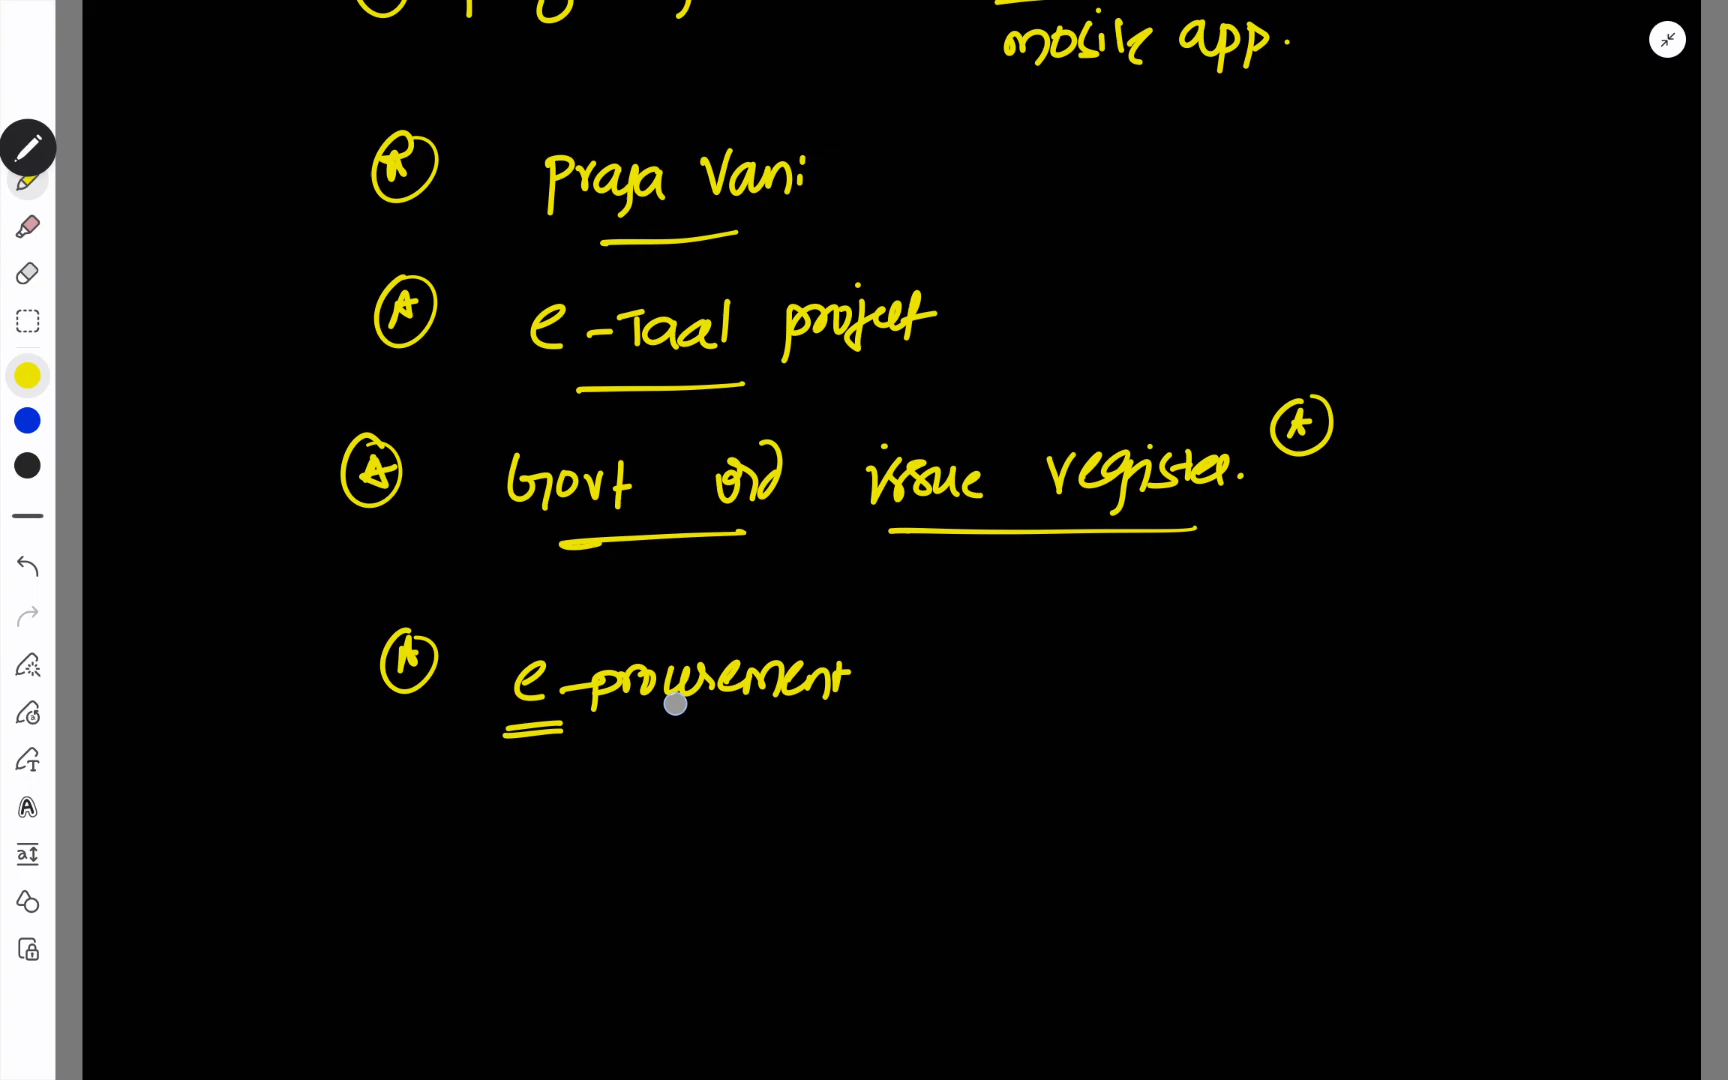 mobile app.
Praja Vani
e-Taal project
Govt ord issue register.
e-procurement